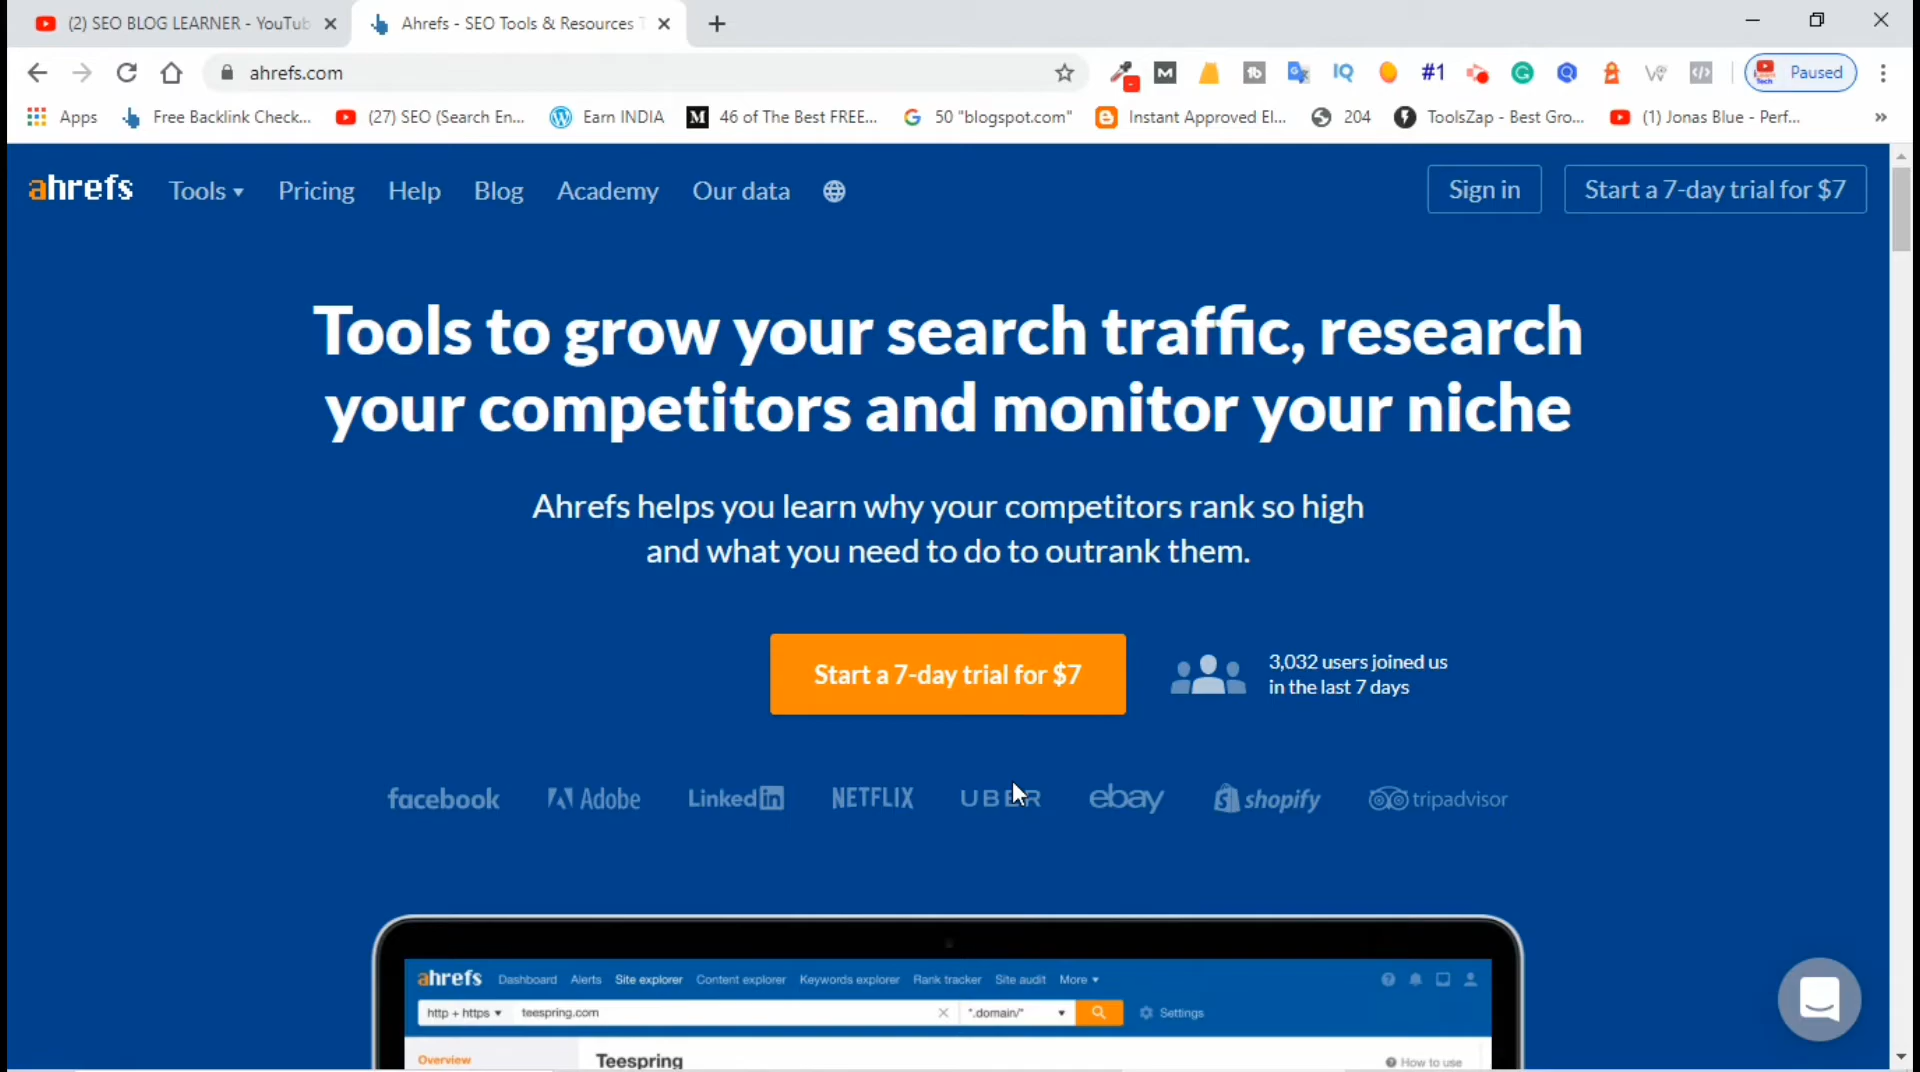 (2) SEO BLOG LEARNER - YouTub
Ahrefs - SEO Tools & Resources T
ahrefs.com
#1
Paused
Apps
Free Backlink Check...
(27) SEO (Search En...
Earn INDIA
46 of The Best FREE...
50 "blogspot.com"
Instant Approved El...
204
ToolsZap - Best Gro...
(1) Jonas Blue - Perf...
»
ahrefs
Tools
Pricing
Help
Blog
Academy
Our data
Sign in
Start a 7-day trial for $7
Tools to grow your search traffic, research
your competitors and monitor your niche
Ahrefs helps you learn why your competitors rank so high
and what you need to do to outrank them.
Start a 7-day trial for $7
3,032 users joined us
in the last 7 days
facebook
Adobe
Linked in
NETFLIX
UBER
ebay
shopify
tripadvisor
ahrefs
Dashboard
Alerts
Site explorer
Content explorer
Keywords explorer
Rank tracker
Site audit
More
http + https
teespring.com
*.domain/*
Settings
Overview
Teespring
How to use